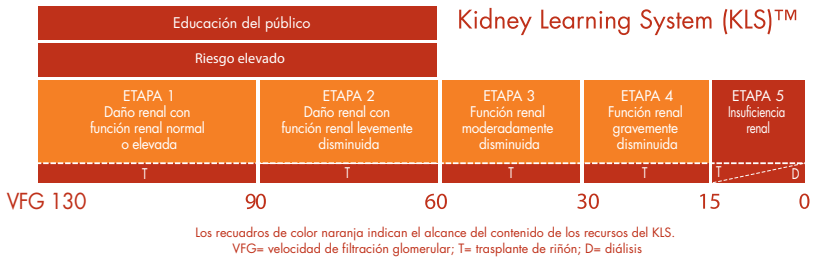 Educación del público
Kidney Learning System (KLS)™
Riesgo elevado
ETAPA 1
Daño renal con
función renal normal
o elevada
ETAPA 2
Daño renal con
función renal levemente
disminuida
ETAPA 3
Función renal
moderadamente
disminuida
ETAPA 4
Función renal
gravemente
disminuida
ETAPA 5
Insuficiencia
renal
T
T
T
T
T
D
VFG 130
90
60
30
15
0
Los recuadros de color naranja indican el alcance del contenido de los recursos del KLS.
VFG= velocidad de filtración glomerular; T= trasplante de riñón; D= diálisis